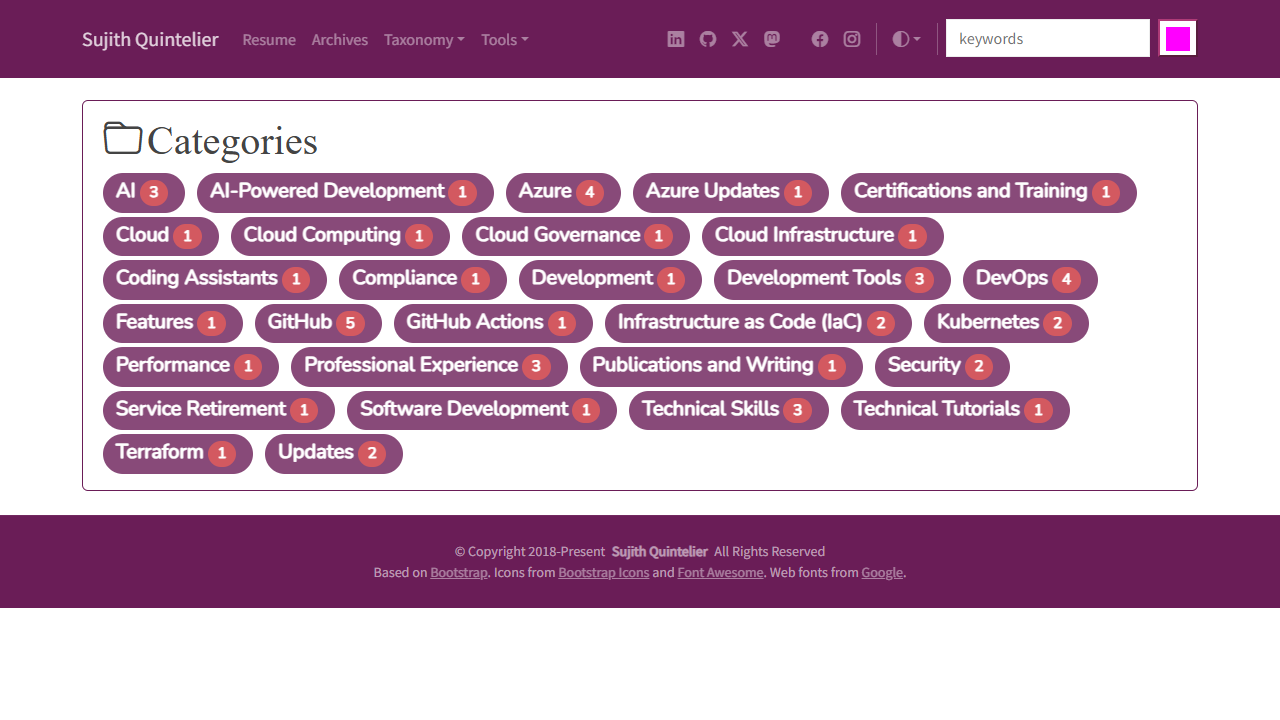 Sujith Quintelier Resume Archives Taxonomy Tools keywords
Categories
AI 3 AI-Powered Development 1 Azure 4 Azure Updates 1 Certifications and Training 1
Cloud 1 Cloud Computing 1 Cloud Governance 1 Cloud Infrastructure 1
Coding Assistants 1 Compliance 1 Development 1 Development Tools 3 DevOps 4
Features 1 GitHub 5 GitHub Actions 1 Infrastructure as Code (IaC) 2 Kubernetes 2
Performance 1 Professional Experience 3 Publications and Writing 1 Security 2
Service Retirement 1 Software Development 1 Technical Skills 3 Technical Tutorials 1
Terraform 1 Updates 2
© Copyright 2018-Present Sujith Quintelier All Rights Reserved
Based on Bootstrap. Icons from Bootstrap Icons and Font Awesome. Web fonts from Google.